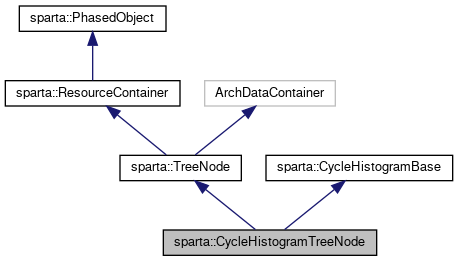 sparta::PhasedObject
sparta::ResourceContainer
ArchDataContainer
sparta::TreeNode
sparta::CycleHistogramBase
sparta::CycleHistogramTreeNode